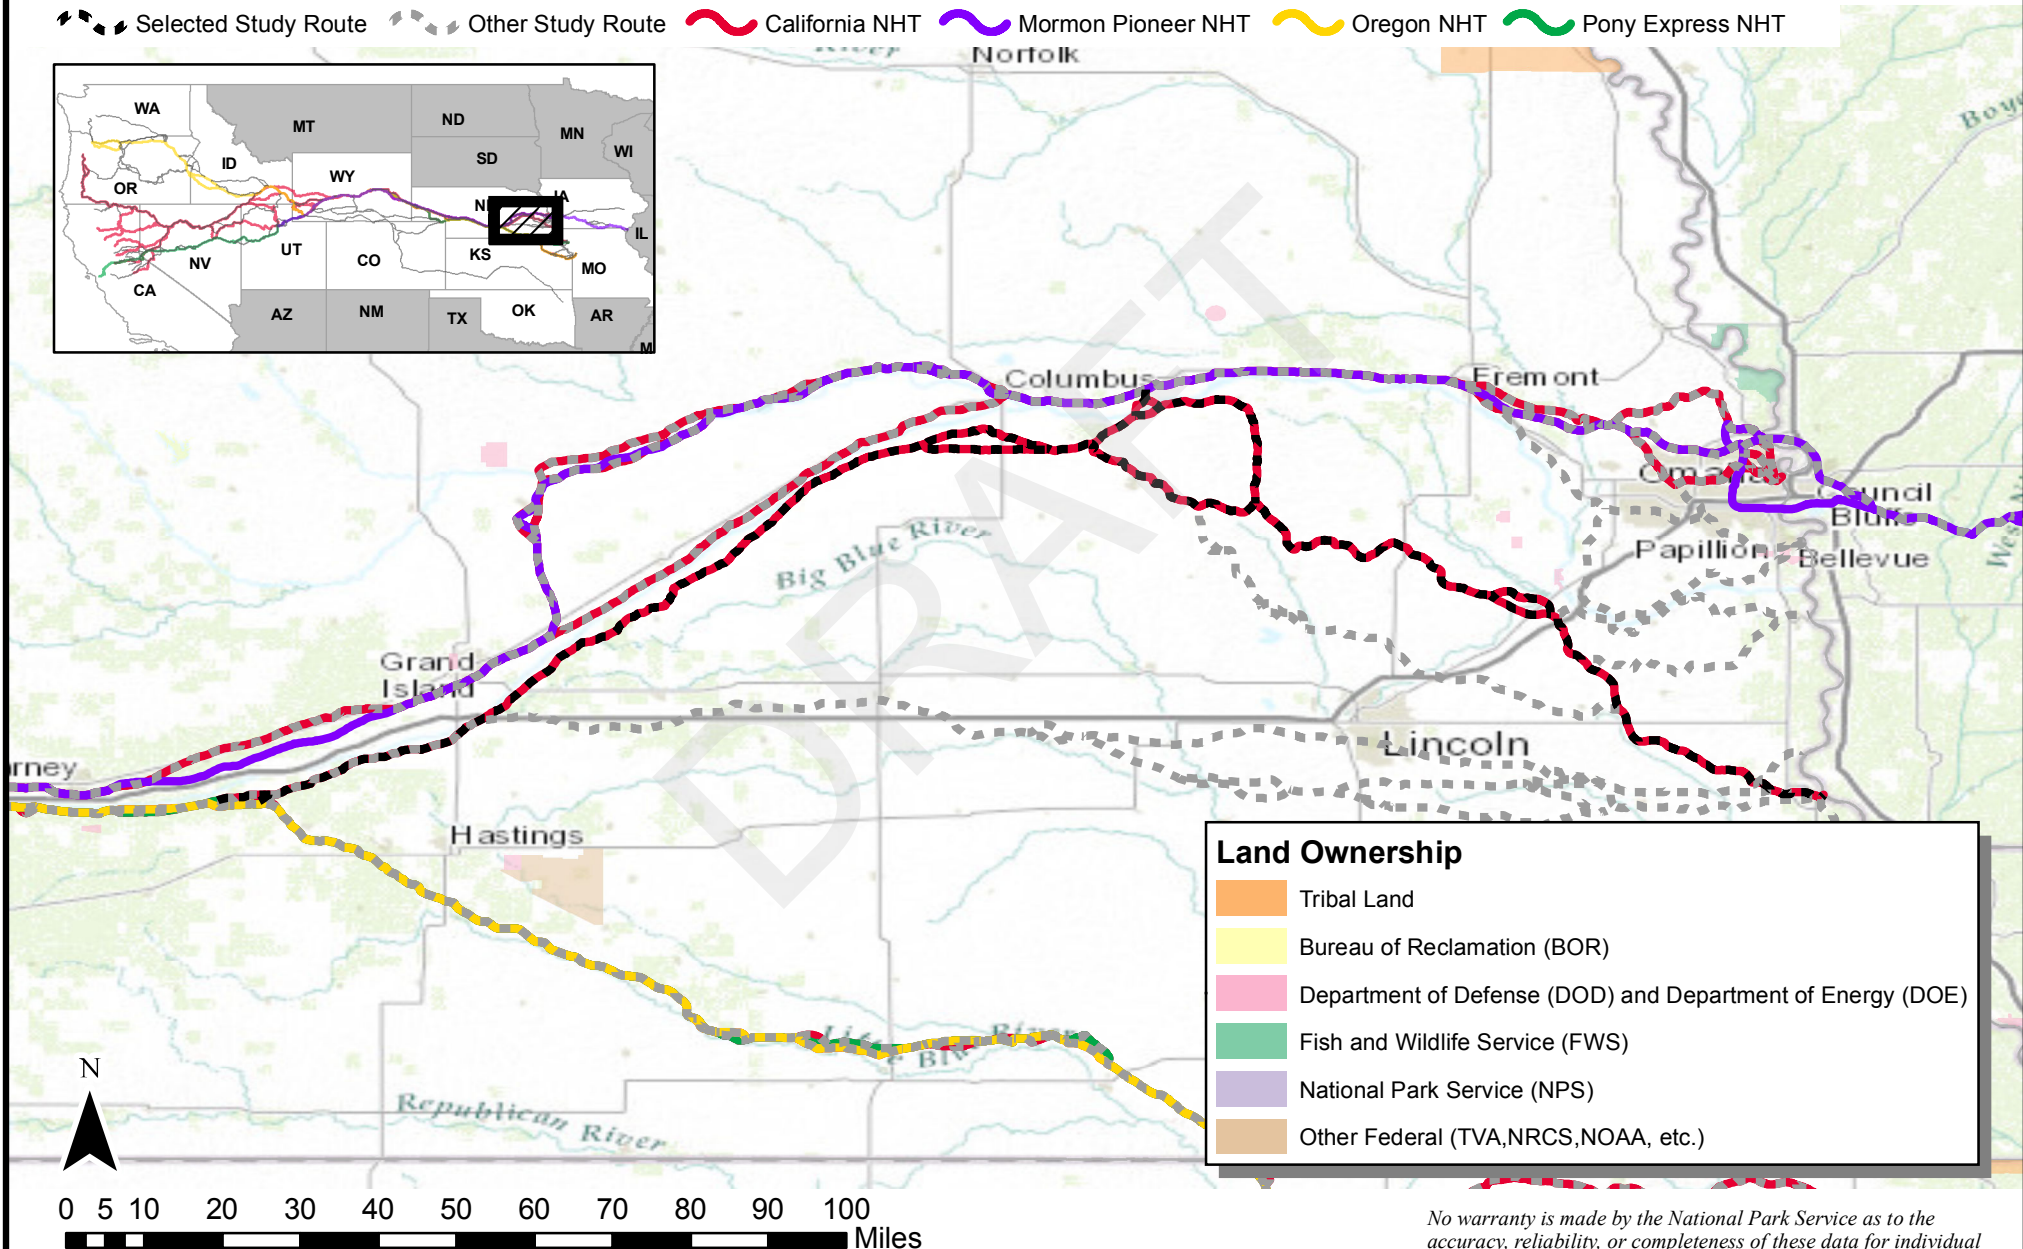 Selected Study Route Other Study Route California NHT Mormon Pioneer NHT Oregon NHT Pony Express NHT
River
Norfolk
WA
MT
ND
MN
WI
ID
SD
WY
OR
IA
IL
NV
UT
CO
KS
MO
CA
AZ
NM
TX
OK
AR
Columbus
Fremont
Council
Bluffs
Big Blue River
Papillion
Bellevue
DRAFT
Grand
Island
Lincoln
rney
Hastings
Land Ownership
Tribal Land
Bureau of Reclamation (BOR)
Department of Defense (DOD) and Department of Energy (DOE)
Fish and Wildlife Service (FWS)
National Park Service (NPS)
Other Federal (TVA,NRCS,NOAA, etc.)
River
Republican River
N
0 5 10 20 30 40 50 60 70 80 90 100
Miles
No warranty is made by the National Park Service as to the
accuracy, reliability, or completeness of these data for individual